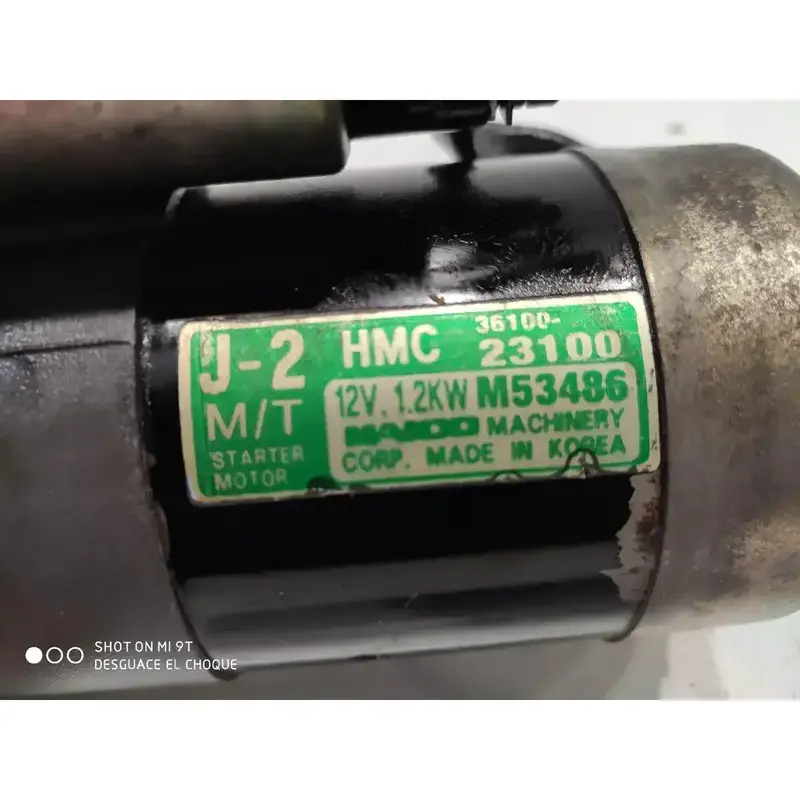 J-2 HMC 36100-
23100
M/T 12V, 1.2KW M53486
STARTER MANDO MACHINERY
MOTOR CORP. MADE IN KOREA
SHOT ON MI 9T
DESGUACE EL CHOQUE